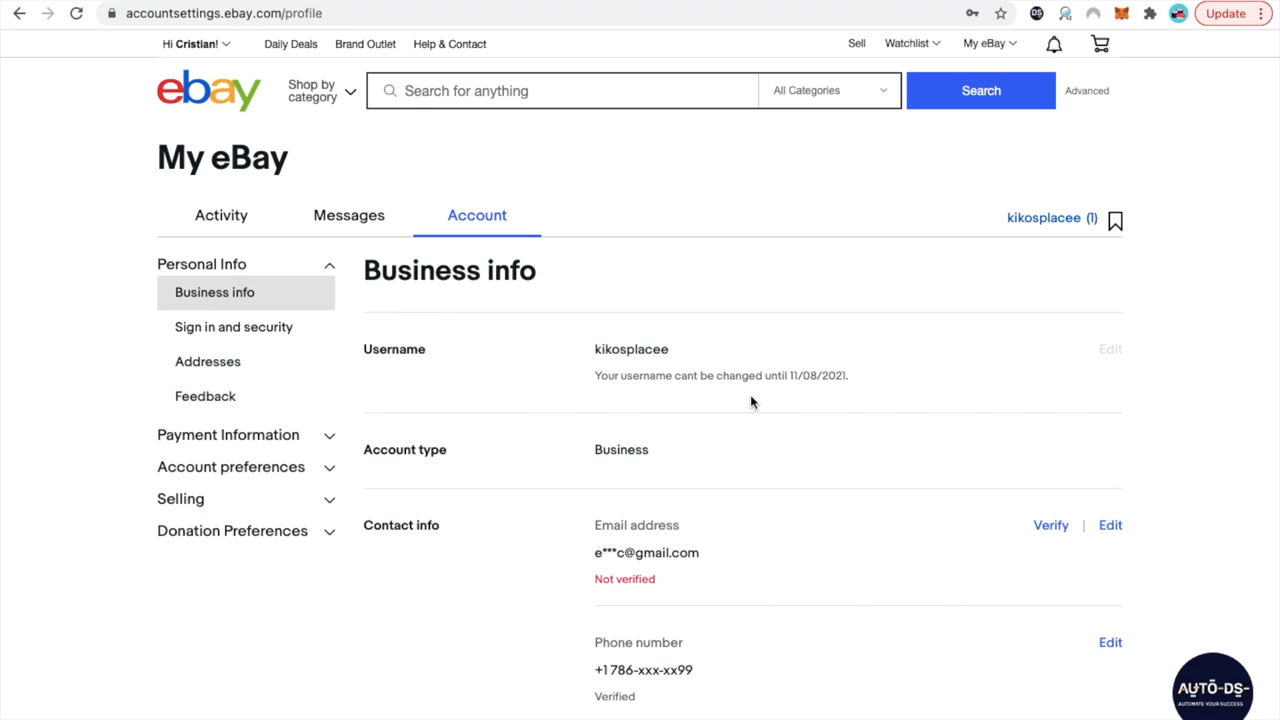 accountsettings.ebay.com/profile
DS
Update
Hi Cristian!
Daily Deals
Brand Outlet
Help & Contact
Sell
Watchlist
My eBay
ebay
Shop by
category
Search for anything
All Categories
Search
Advanced
My eBay
Activity
Messages
Account
kikosplacee (1)
Personal Info
Business info
Sign in and security
Addresses
Feedback
Payment Information
Account preferences
Selling
Donation Preferences
Business info
Username
kikosplacee
Edit
Your username cant be changed until 11/08/2021.
Account type
Business
Contact info
Email address
Verify | Edit
e***c@gmail.com
Not verified
Phone number
Edit
+1 786-xxx-xx99
Verified
AUTO-DS-
AUTOMATE YOUR SUCCESS